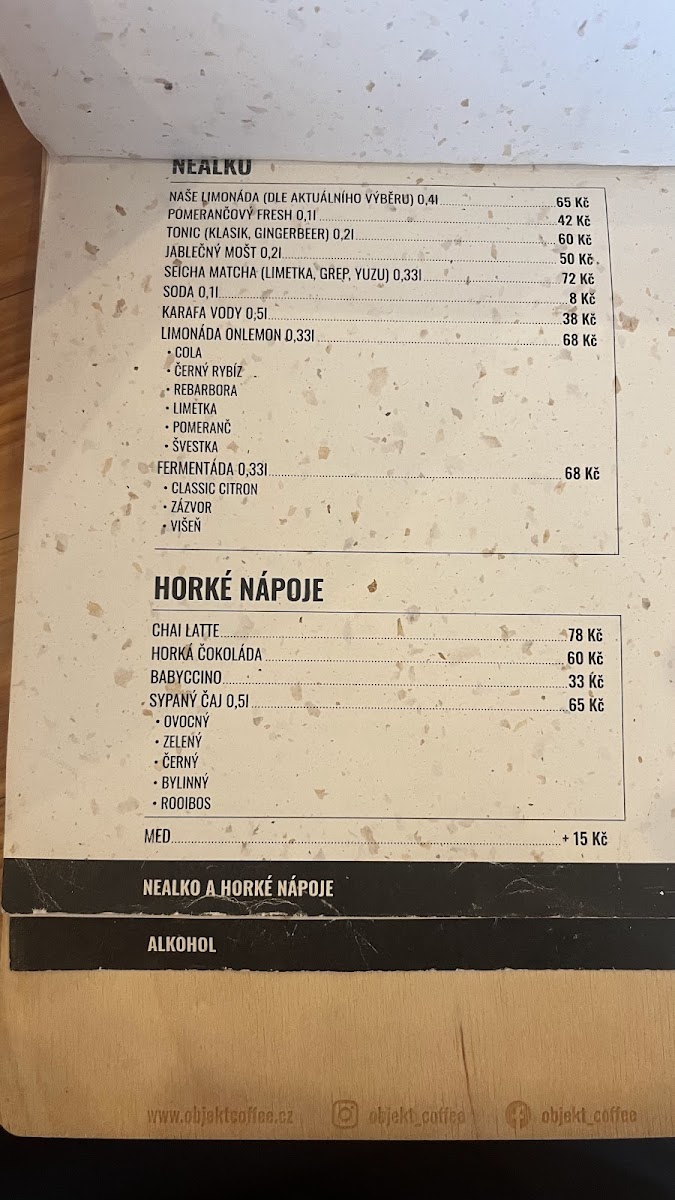 NEALKO
NAŠE LIMONÁDA (DLE AKTUÁLNÍHO VÝBĚRU) 0,4l 65 Kč
POMERANČOVÝ FRESH 0,1l 42 Kč
TONIC (KLASIK, GINGERBEER) 0,2l 60 Kč
JABLEČNÝ MOŠT 0,2l 50 Kč
SEICHA MATCHA (LIMETKA, GREP, YUZU) 0,33l 72 Kč
SODA 0,1l 8 Kč
KARAFA VODY 0,5l 38 Kč
LIMONÁDA ONLEMON 0,33l 68 Kč
• COLA
• ČERNÝ RYBÍZ
• REBARBORA
• LIMETKA
• POMERANČ
• ŠVESTKA
FERMENTÁDA 0,33l 68 Kč
• CLASSIC CITRON
• ZÁZVOR
• VIŠEŇ
HORKÉ NÁPOJE
CHAI LATTE 78 Kč
HORKÁ ČOKOLÁDA 60 Kč
BABYCCINO 33 Kč
SYPANÝ ČAJ 0,5l 65 Kč
• OVOCNÝ
• ZELENÝ
• ČERNÝ
• BYLINNÝ
• ROOIBOS
MED + 15 Kč
NEALKO A HORKÉ NÁPOJE
ALKOHOL
www.objektcoffee.cz objekt_coffee objekt_coffee